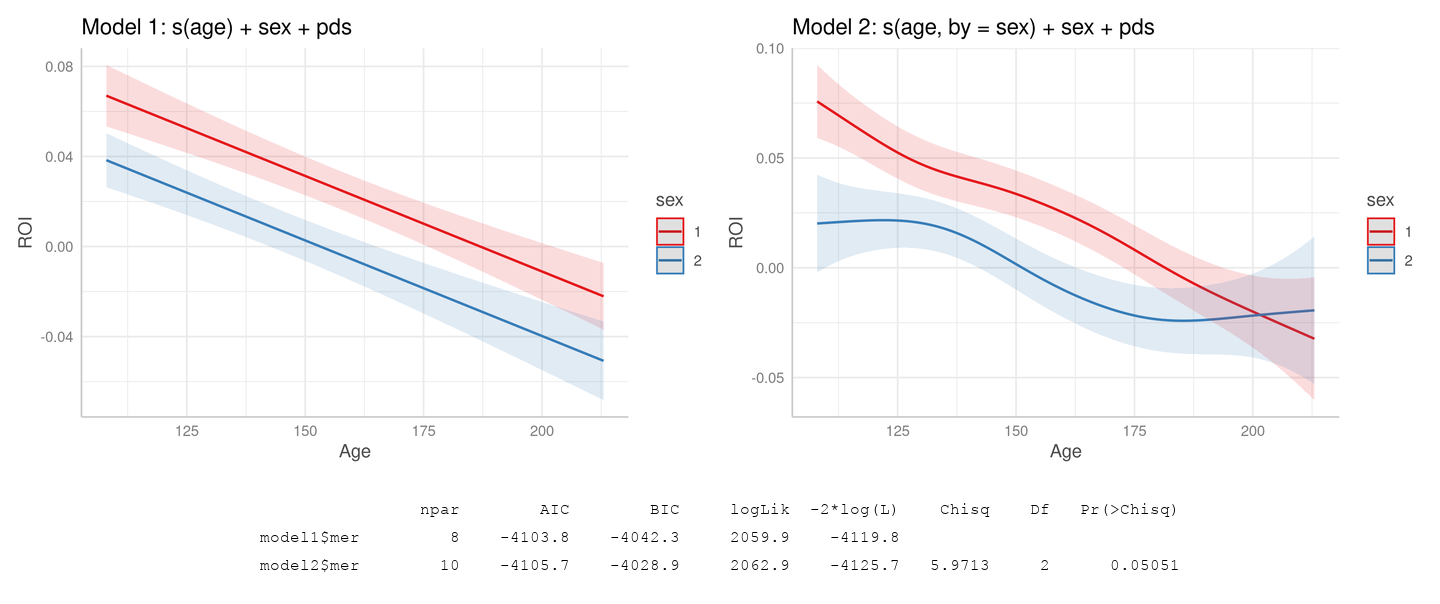 Model 1: s(age) + sex + pds
0.08
0.04
0.00
-0.04
ROI
125 150 175 200
Age
sex
1
2
Model 2: s(age, by = sex) + sex + pds
0.10
0.05
0.00
-0.05
ROI
125 150 175 200
Age
sex
1
2
npar AIC BIC logLik -2*log(L) Chisq Df Pr(>Chisq)
model1$mer 8 -4103.8 -4042.3 2059.9 -4119.8
model2$mer 10 -4105.7 -4028.9 2062.9 -4125.7 5.9713 2 0.05051